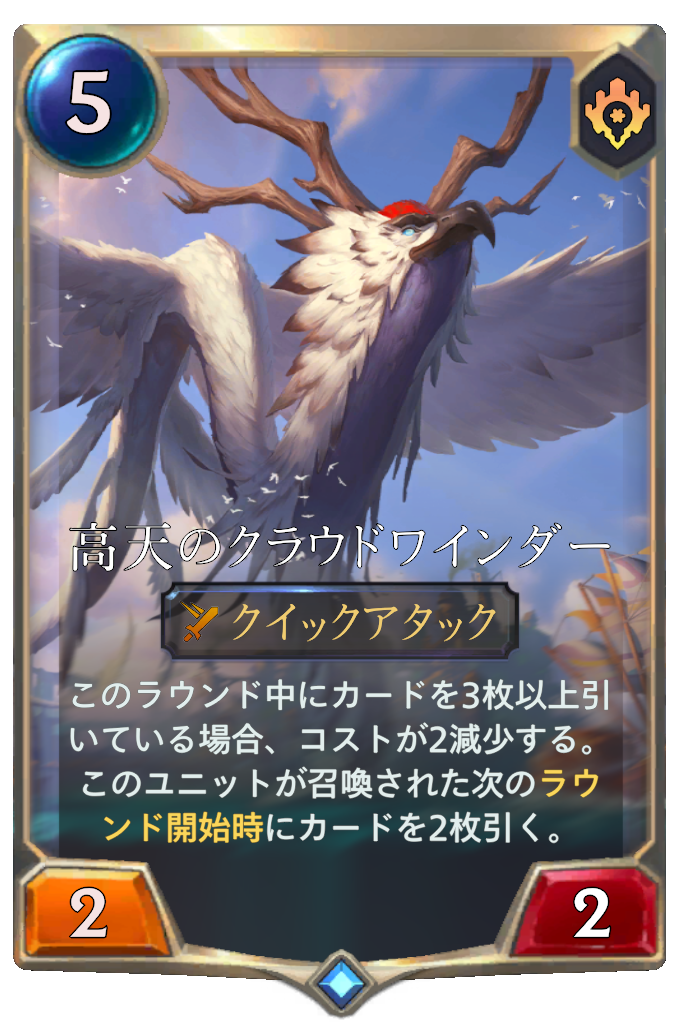 5
高天のクラウドワインダー
クイックアタック
このラウンド中にカードを3枚以上引
いている場合、コストが2減少する。
このユニットが召喚された次のラウ
ンド開始時にカードを2枚引く。
2
2